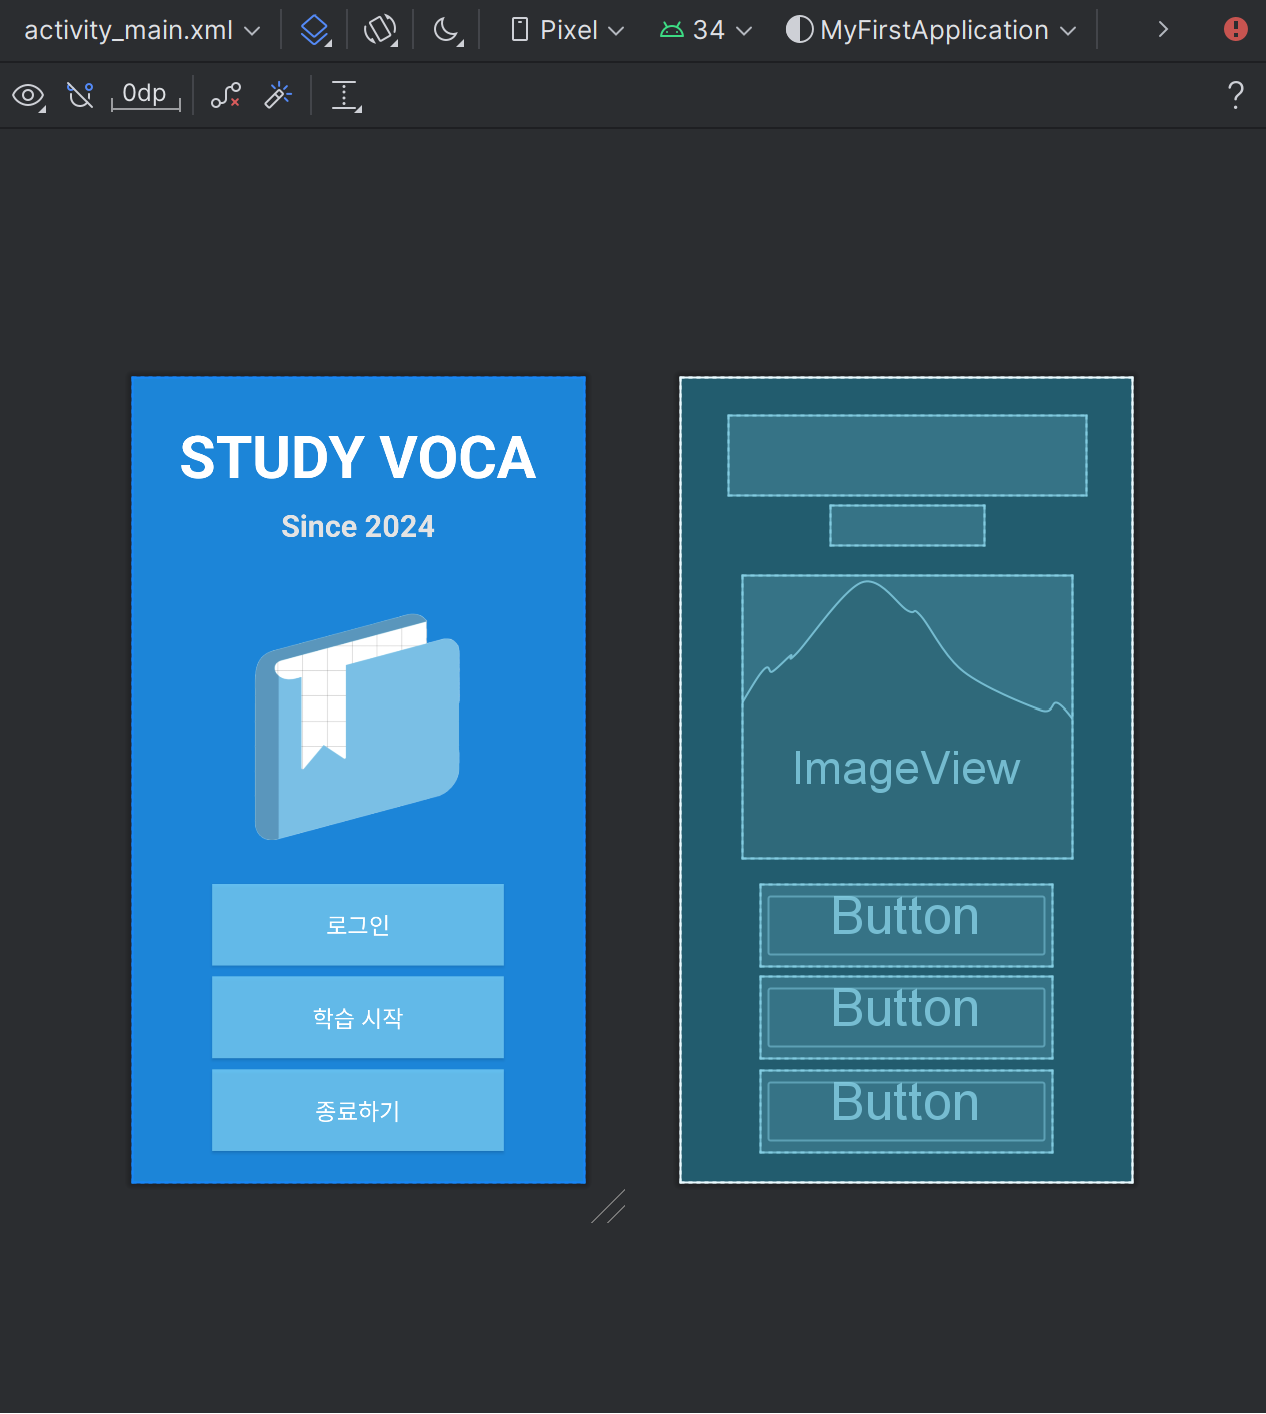 activity_main.xml Pixel 34 MyFirstApplication
0dp ?
STUDY VOCA
Since 2024
로그인
학습 시작
종료하기
ImageView
Button
Button
Button